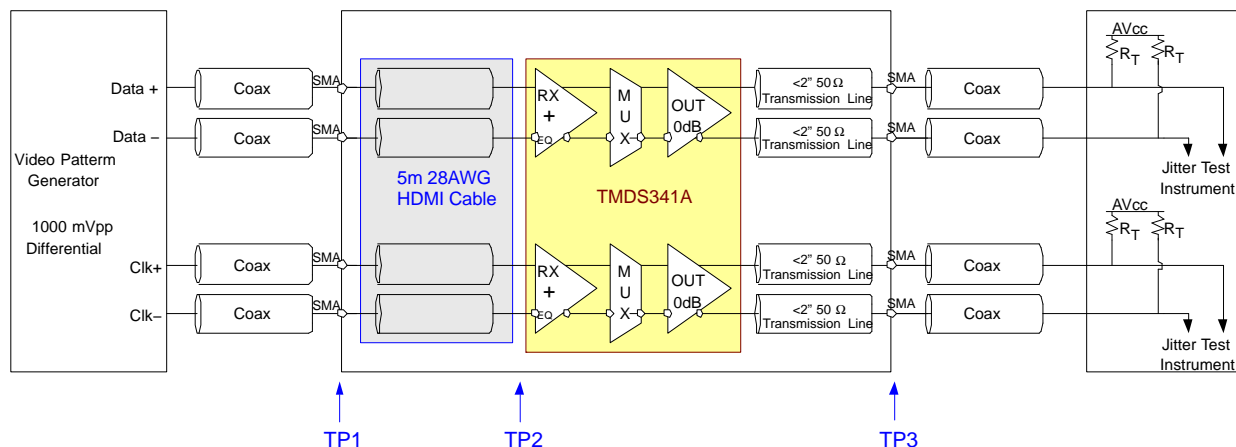 Data +
Coax
SMA
<2” 50 Ω
Transmission Line
SMA
Coax
AVcc
RT
RT
Data −
Coax
SMA
<2” 50 Ω
Transmission Line
SMA
Coax
RX
+
EQ
M
U
X
OUT
0dB
Video Patterm
Generator
1000 mVpp
Differential
5m 28AWG
HDMI Cable
TMDS341A
Jitter Test
Instrument
Clk+
Coax
SMA
<2” 50 Ω
Transmission Line
SMA
Coax
AVcc
RT
RT
Clk−
Coax
SMA
<2” 50 Ω
Transmission Line
SMA
Coax
RX
+
EQ
M
U
X
OUT
0dB
Jitter Test
Instrument
TP1
TP2
TP3